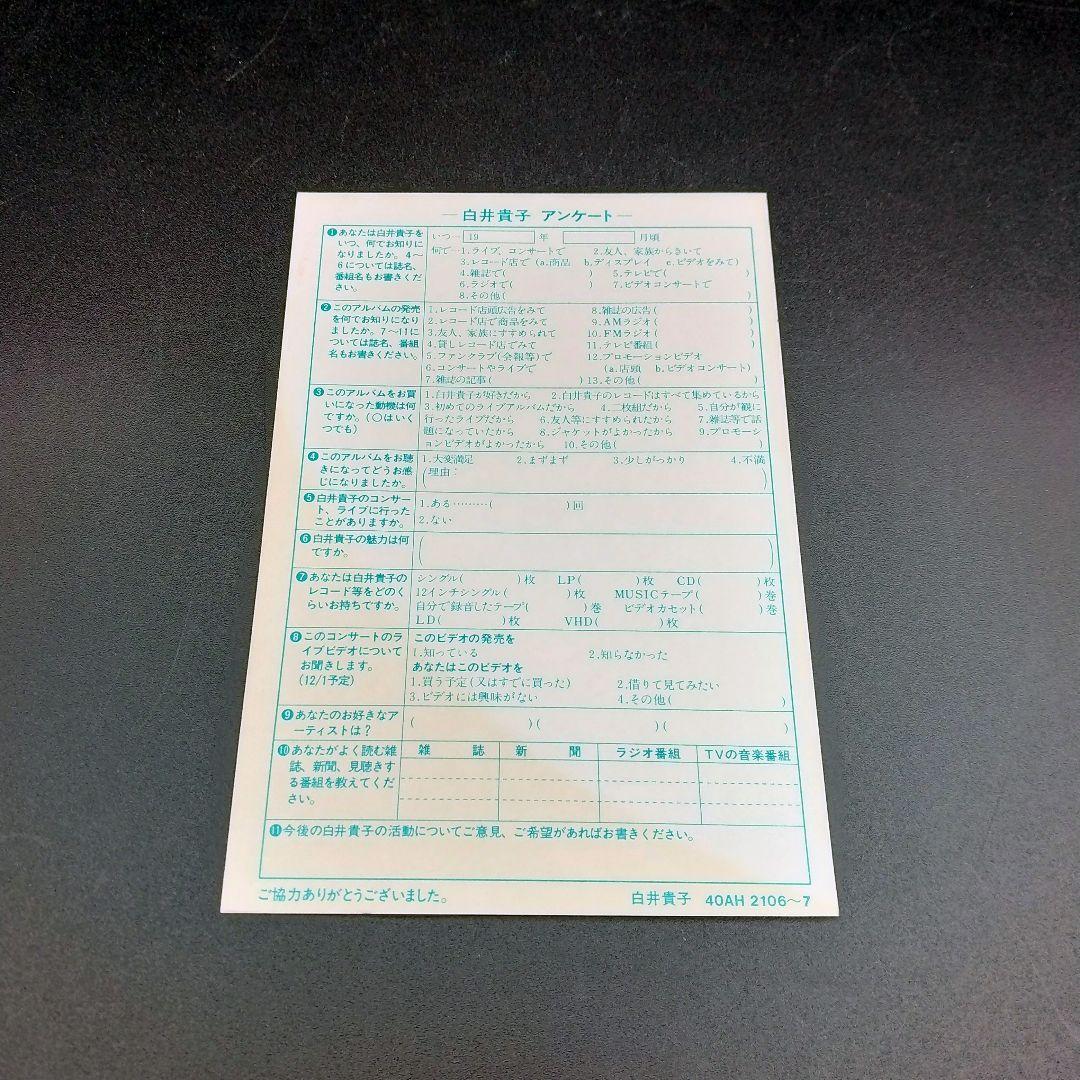 ―白井貴子 アンケート―
❶あなたは白井貴子を
いつ、何でお知りに
なりましたか。4〜
6については誌名、
番組名もお書きくだ
さい。
いつ…19 年 月頃
何で…1.ライブ、コンサートで 2.友人、家族からきいて
3.レコード店で(a.商品 b.ディスプレイ c.ビデオをみて)
4.雑誌で( ) 5.テレビで( )
6.ラジオで( ) 7.ビデオコンサートで
8.その他( )
❷このアルバムの発売
を何でお知りになり
ましたか。7〜11に
ついては誌名、番組
名もお書きください。
1.レコード店頭広告をみて 8.雑誌の広告( )
2.レコード店で商品をみて 9.AMラジオ( )
3.友人、家族にすすめられて 10.FMラジオ( )
4.貸しレコード店でみて 11.テレビ番組( )
5.ファンクラブ(会報等)で 12.プロモーションビデオ
6.コンサートやライブで (a.店頭 b.ビデオコンサート)
7.雑誌の記事( ) 13.その他( )
❸このアルバムをお買
いになった動機は何
ですか。(○はいく
つでも)
1.白井貴子が好きだから 2.白井貴子のレコードはすべて集めているから
3.初めてのライブアルバムだから 4.二枚組だから 5.自分が観に
行ったライブだから 6.友人等にすすめられたから 7.雑誌等で話
題になっていたから 8.ジャケットがよかったから 9.プロモーシ
ョンビデオがよかったから 10.その他( )
❹このアルバムをお聴
きになってどうお感
じになりましたか。
1.大変満足 2.まずまず 3.少しがっかり 4.不満
(理由: )
❺白井貴子のコンサー
ト、ライブに行った
ことがありますか。
1.ある………( )回
2.ない
❻白井貴子の魅力は何
ですか。
( )
❼あなたは白井貴子の
レコード等をどのく
らいお持ちですか。
シングル( )枚 LP( )枚 CD( )枚
12インチシングル( )枚 MUSICテープ( )巻
自分で録音したテープ( )巻 ビデオカセット( )巻
LD( )枚 VHD( )枚
❽このコンサートのラ
イブビデオについて
お聞きします。
(12/1予定)
このビデオの発売を
1.知っている 2.知らなかった
あなたはこのビデオを
1.買う予定(又はすでに買った) 2.借りて見てみたい
3.ビデオには興味がない 4.その他( )
❾あなたのお好きなア
ーティストは?
( )( )( )
❿あなたがよく読む雑
誌、新聞、見聴きす
る番組を教えてくだ
さい。
雑 誌 新 聞 ラジオ番組 TVの音楽番組
⓫今後の白井貴子の活動についてご意見、ご希望があればお書きください。
ご協力ありがとうございました。
白井貴子 40AH 2106〜7